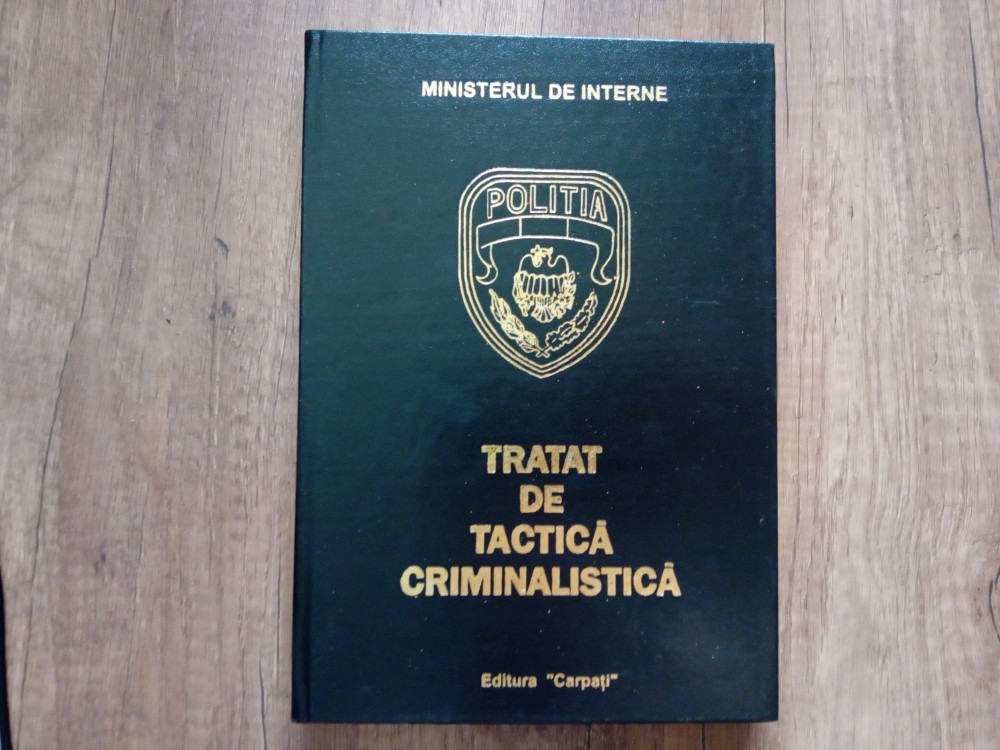 MINISTERUL DE INTERNE
POLITIA
TRATAT
DE
TACTICĂ
CRIMINALISTICĂ
Editura "Carpați"